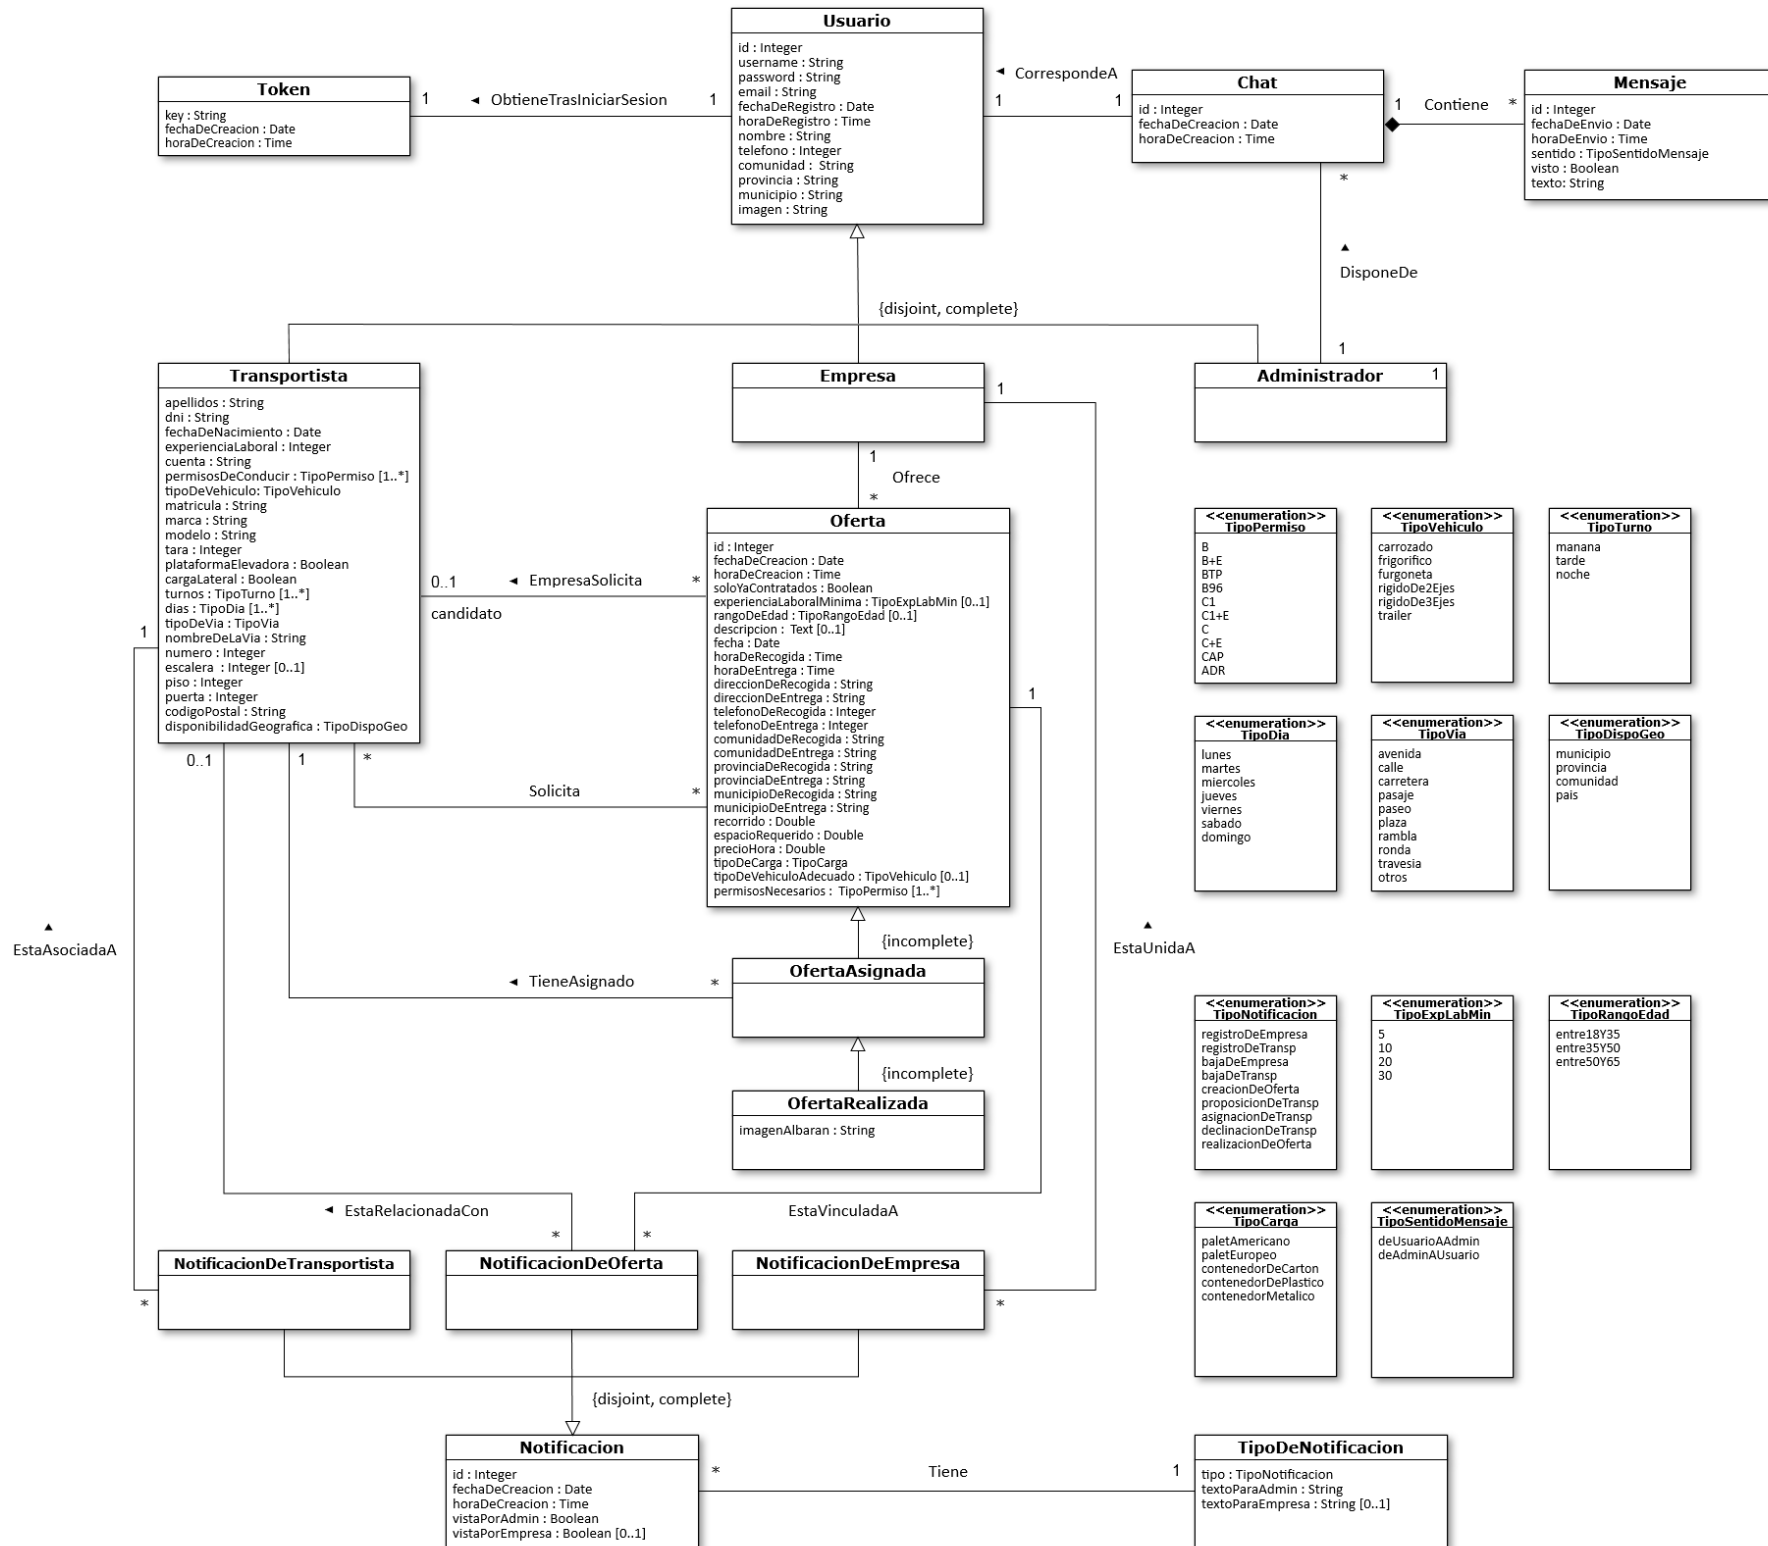 Usuario
id : Integer
username : String
password : String
email : String
fechaDeRegistro : Date
horaDeRegistro : Time
nombre : String
telefono : Integer
comunidad : String
provincia : String
municipio : String
imagen : String
Token
key : String
fechaDeCreacion : Date
horaDeCreacion : Time
1
◄ ObtieneTrasIniciarSesion
1
◄ CorrespondeA
1
1
Chat
id : Integer
fechaDeCreacion : Date
horaDeCreacion : Time
1
Contiene
*
Mensaje
id : Integer
fechaDeEnvio : Date
horaDeEnvio : Time
sentido : TipoSentidoMensaje
visto : Boolean
texto: String
*
▲
DisponeDe
1
{disjoint, complete}
Transportista
apellidos : String
dni : String
fechaDeNacimiento : Date
experienciaLaboral : Integer
cuenta : String
permisosDeConducir : TipoPermiso [1..*]
tipoDeVehiculo: TipoVehiculo
matricula : String
marca : String
modelo : String
tara : Integer
plataformaElevadora : Boolean
cargaLateral : Boolean
turnos : TipoTurno [1..*]
dias : TipoDia [1..*]
tipoDeVia : TipoVia
nombreDeLaVia : String
numero : Integer
escalera : Integer [0..1]
piso : Integer
puerta : Integer
codigoPostal : String
disponibilidadGeografica : TipoDispoGeo
Empresa
1
Administrador
1
1
Ofrece
*
Oferta
id : Integer
fechaDeCreacion : Date
horaDeCreacion : Time
soloYaContratados : Boolean
experienciaLaboralMinima : TipoExpLabMin [0..1]
rangoDeEdad : TipoRangoEdad [0..1]
descripcion : Text [0..1]
fecha : Date
horaDeRecogida : Time
horaDeEntrega : Time
direccionDeRecogida : String
direccionDeEntrega : String
telefonoDeRecogida : Integer
telefonoDeEntrega : Integer
comunidadDeRecogida : String
comunidadDeEntrega : String
provinciaDeRecogida : String
provinciaDeEntrega : String
municipioDeRecogida : String
municipioDeEntrega : String
recorrido : Double
espacioRequerido : Double
precioHora : Double
tipoDeCarga : TipoCarga
tipoDeVehiculoAdecuado : TipoVehiculo [0..1]
permisosNecesarios : TipoPermiso [1..*]
0..1
◄ EmpresaSolicita
*
candidato
1
1
0..1
1
*
Solicita
*
<<enumeration>>
TipoPermiso
B
B+E
BTP
B96
C1
C1+E
C
C+E
CAP
ADR
<<enumeration>>
TipoVehiculo
carrozado
frigorifico
furgoneta
rigidoDe2Ejes
rigidoDe3Ejes
trailer
<<enumeration>>
TipoTurno
manana
tarde
noche
<<enumeration>>
TipoDia
lunes
martes
miercoles
jueves
viernes
sabado
domingo
<<enumeration>>
TipoVia
avenida
calle
carretera
pasaje
paseo
plaza
rambla
ronda
travesia
otros
<<enumeration>>
TipoDispoGeo
municipio
provincia
comunidad
pais
▲
EstaAsociadaA
{incomplete}
▲
EstaUnidaA
OfertaAsignada
◄ TieneAsignado
*
{incomplete}
OfertaRealizada
imagenAlbaran : String
<<enumeration>>
TipoNotificacion
registroDeEmpresa
registroDeTransp
bajaDeEmpresa
bajaDeTransp
creacionDeOferta
proposicionDeTransp
asignacionDeTransp
declinacionDeTransp
realizacionDeOferta
<<enumeration>>
TipoExpLabMin
5
10
20
30
<<enumeration>>
TipoRangoEdad
entre18Y35
entre35Y50
entre50Y65
◄ EstaRelacionadaCon
EstaVinculadaA
*
*
<<enumeration>>
TipoCarga
paletAmericano
paletEuropeo
contenedorDeCarton
contenedorDePlastico
contenedorMetalico
<<enumeration>>
TipoSentidoMensaje
deUsuarioAAdmin
deAdminAUsuario
NotificacionDeTransportista
NotificacionDeOferta
NotificacionDeEmpresa
*
*
{disjoint, complete}
Notificacion
id : Integer
fechaDeCreacion : Date
horaDeCreacion : Time
vistaPorAdmin : Boolean
vistaPorEmpresa : Boolean [0..1]
*
Tiene
1
TipoDeNotificacion
tipo : TipoNotificacion
textoParaAdmin : String
textoParaEmpresa : String [0..1]